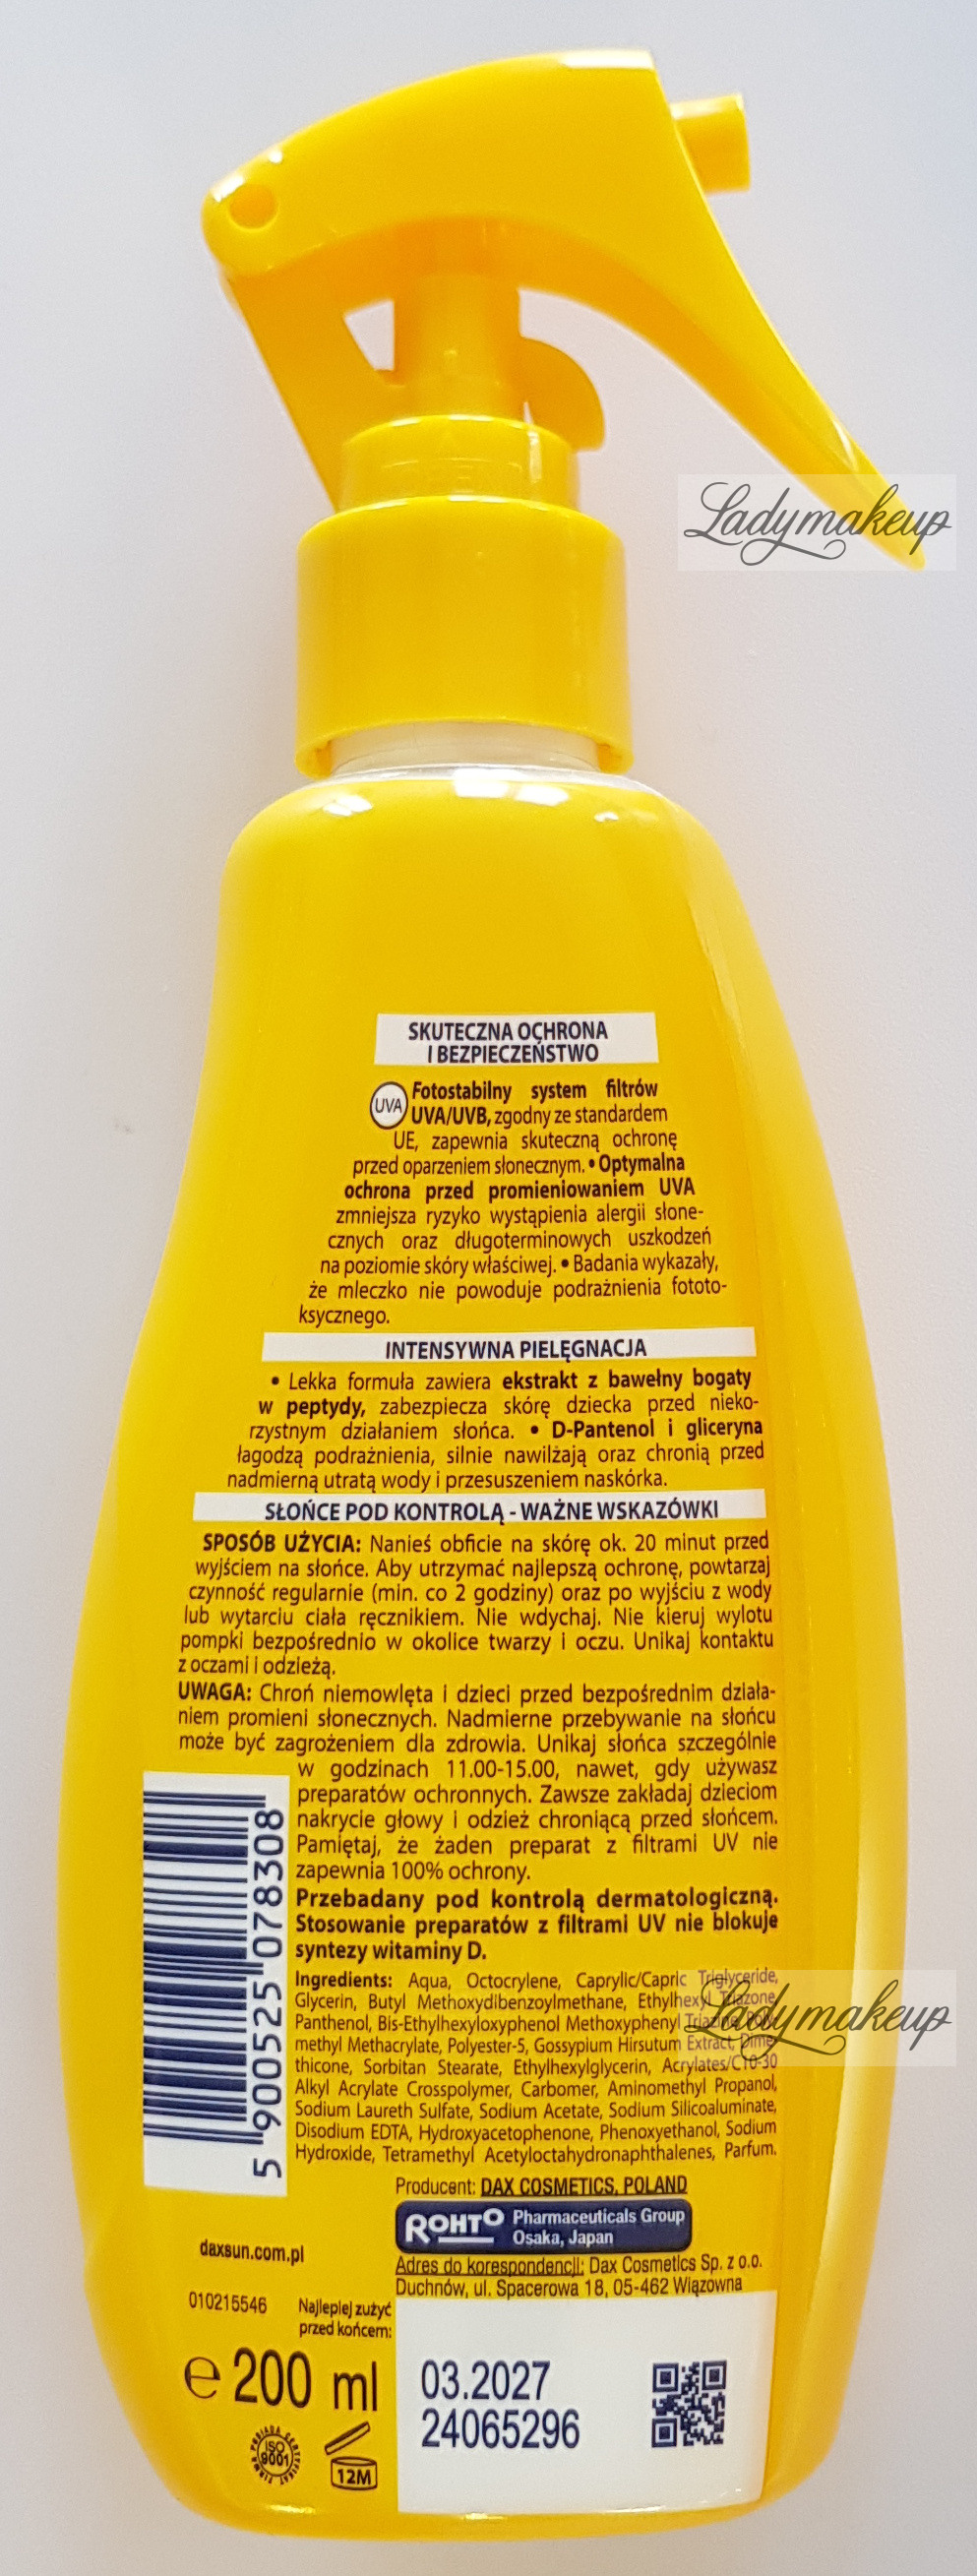 Ladymakeup
SKUTECZNA OCHRONA
I BEZPIECZEŃSTWO
UVA
Fotostabilny system filtrów
UVA/UVB, zgodny ze standardem
UE, zapewnia skuteczną ochronę
przed oparzeniem słonecznym. • Optymalna
ochrona przed promieniowaniem UVA
zmniejsza ryzyko wystąpienia alergii słone-
cznych oraz długoterminowych uszkodzeń
na poziomie skóry właściwej. • Badania wykazały,
że mleczko nie powoduje podrażnienia fototo-
ksycznego.
INTENSYWNA PIELĘGNACJA
• Lekka formuła zawiera ekstrakt z bawełny bogaty
w peptydy, zabezpiecza skórę dziecka przed nieko-
rzystnym działaniem słońca. • D-Pantenol i gliceryna
łagodzą podrażnienia, silnie nawilżają oraz chronią przed
nadmierną utratą wody i przesuszeniem naskórka.
SŁOŃCE POD KONTROLĄ - WAŻNE WSKAZÓWKI
SPOSÓB UŻYCIA: Nanieś obficie na skórę ok. 20 minut przed
wyjściem na słońce. Aby utrzymać najlepszą ochronę, powtarzaj
czynność regularnie (min. co 2 godziny) oraz po wyjściu z wody
lub wytarciu ciała ręcznikiem. Nie wdychaj. Nie kieruj wylotu
pompki bezpośrednio w okolice twarzy i oczu. Unikaj kontaktu
z oczami i odzieżą.
UWAGA: Chroń niemowlęta i dzieci przed bezpośrednim działa-
niem promieni słonecznych. Nadmierne przebywanie na słońcu
może być zagrożeniem dla zdrowia. Unikaj słońca szczególnie
w godzinach 11.00-15.00, nawet, gdy używasz
preparatów ochronnych. Zawsze zakładaj dzieciom
nakrycie głowy i odzież chroniącą przed słońcem.
Pamiętaj, że żaden preparat z filtrami UV nie
zapewnia 100% ochrony.
Przebadany pod kontrolą dermatologiczną.
Stosowanie preparatów z filtrami UV nie blokuje
syntezy witaminy D.
5 900525 078308
Ingredients: Aqua, Octocrylene, Caprylic/Capric Triglyceride,
Glycerin, Butyl Methoxydibenzoylmethane, Ethylhexyl Triazone,
Panthenol, Bis-Ethylhexyloxyphenol Methoxyphenyl Triazine, Poly-
methyl Methacrylate, Polyester-5, Gossypium Hirsutum Extract, Dime-
thicone, Sorbitan Stearate, Ethylhexylglycerin, Acrylates/C10-30
Alkyl Acrylate Crosspolymer, Carbomer, Aminomethyl Propanol,
Sodium Laureth Sulfate, Sodium Acetate, Sodium Silicoaluminate,
Disodium EDTA, Hydroxyacetophenone, Phenoxyethanol, Sodium
Hydroxide, Tetramethyl Acetyloctahydronaphthalenes, Parfum.
Ladymakeup
Producent: DAX COSMETICS, POLAND
ROHTO Pharmaceuticals Group
Osaka, Japan
Adres do korespondencji: Dax Cosmetics Sp. z o.o.
Duchnów, ul. Spacerowa 18, 05-462 Wiązowna
daxsun.com.pl
010215546
Najlepiej zużyć
przed końcem:
03.2027
24065296
e 200 ml
POSIADA CERTYFIKAT FIRMY
ISO
9001
12M